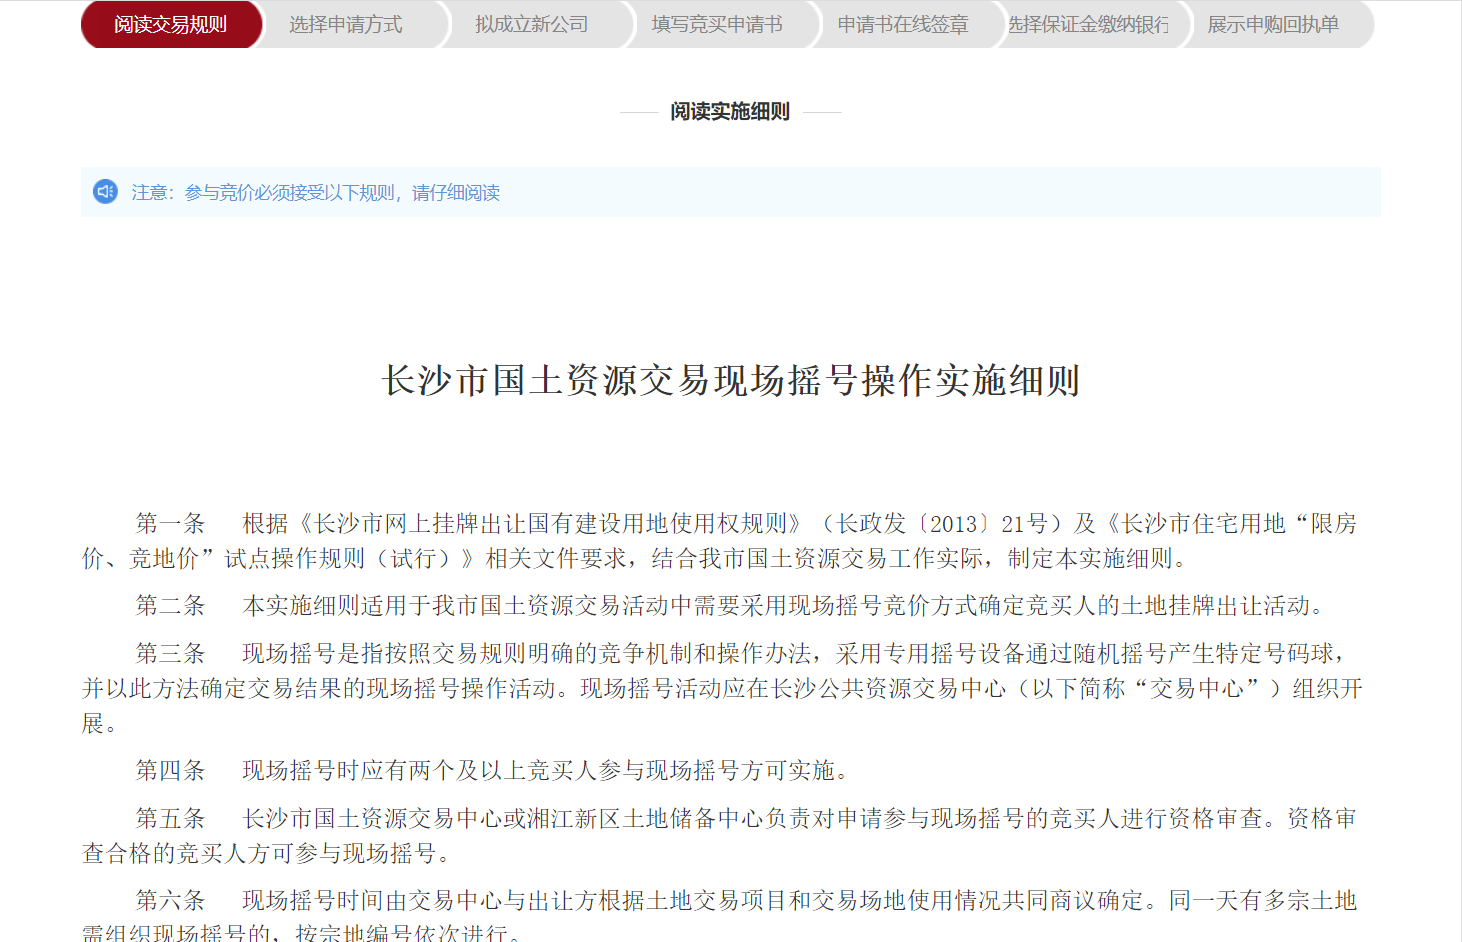 阅读交易规则 选择申请方式 拟成立新公司 填写竞买申请书 申请书在线签章 选择保证金缴纳银行 展示申购回执单
阅读实施细则
注意：参与竞价必须接受以下规则，请仔细阅读
长沙市国土资源交易现场摇号操作实施细则
第一条 根据《长沙市网上挂牌出让国有建设用地使用权规则》（长政发〔2013〕21号）及《长沙市住宅用地“限房
价、竞地价”试点操作规则（试行）》相关文件要求，结合我市国土资源交易工作实际，制定本实施细则。
第二条 本实施细则适用于我市国土资源交易活动中需要采用现场摇号竞价方式确定竞买人的土地挂牌出让活动。
第三条 现场摇号是指按照交易规则明确的竞争机制和操作办法，采用专用摇号设备通过随机摇号产生特定号码球，
并以此方法确定交易结果的现场摇号操作活动。现场摇号活动应在长沙公共资源交易中心（以下简称“交易中心”）组织开
展。
第四条 现场摇号时应有两个及以上竞买人参与现场摇号方可实施。
第五条 长沙市国土资源交易中心或湘江新区土地储备中心负责对申请参与现场摇号的竞买人进行资格审查。资格审
查合格的竞买人方可参与现场摇号。
第六条 现场摇号时间由交易中心与出让方根据土地交易项目和交易场地使用情况共同商议确定。同一天有多宗土地
需组织现场摇号的，按宗地编号依次进行。